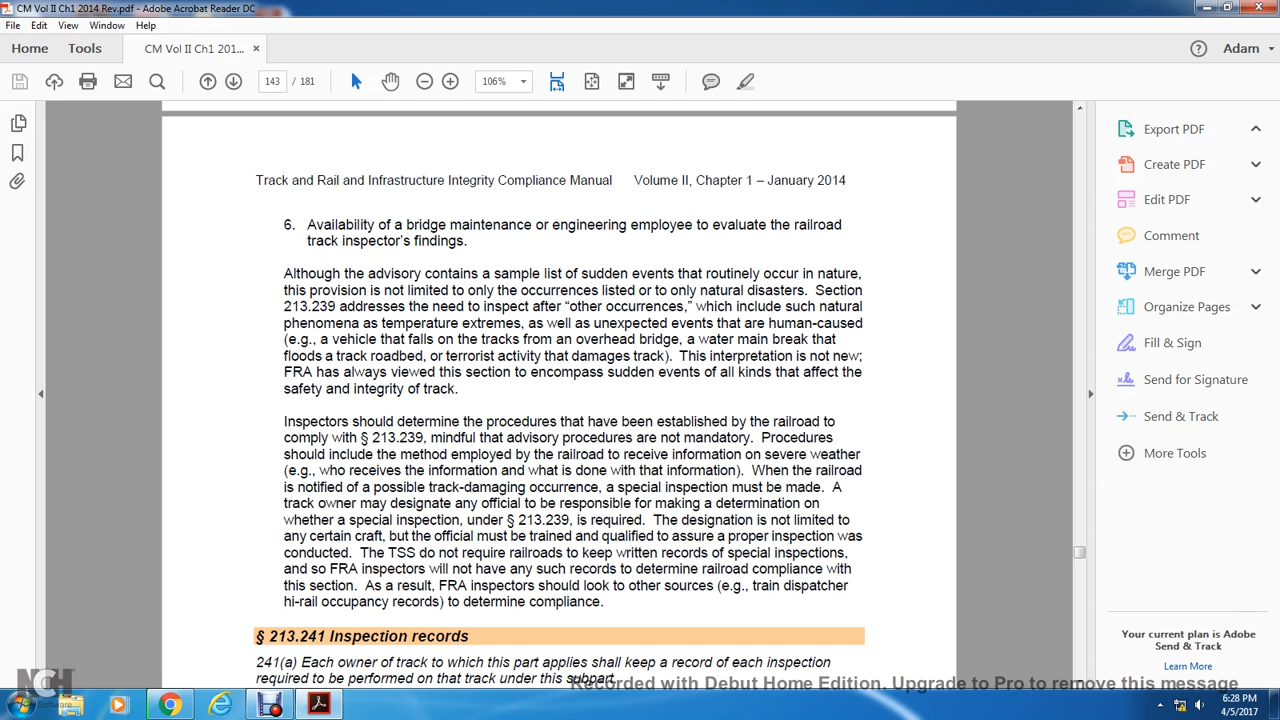 CM Vol II Ch1 2014 Rev.pdf - Adobe Acrobat Reader DC
File Edit View Window Help
Home Tools CM Vol II Ch1 201... × Adam
143 / 181 106%
Track and Rail and Infrastructure Integrity Compliance Manual Volume II, Chapter 1 – January 2014
6. Availability of a bridge maintenance or engineering employee to evaluate the railroad
track inspector's findings.
Although the advisory contains a sample list of sudden events that routinely occur in nature,
this provision is not limited to only the occurrences listed or to only natural disasters. Section
213.239 addresses the need to inspect after “other occurrences,” which include such natural
phenomena as temperature extremes, as well as unexpected events that are human-caused
(e.g., a vehicle that falls on the tracks from an overhead bridge, a water main break that
floods a track roadbed, or terrorist activity that damages track). This interpretation is not new;
FRA has always viewed this section to encompass sudden events of all kinds that affect the
safety and integrity of track.
Inspectors should determine the procedures that have been established by the railroad to
comply with § 213.239, mindful that advisory procedures are not mandatory. Procedures
should include the method employed by the railroad to receive information on severe weather
(e.g., who receives the information and what is done with that information). When the railroad
is notified of a possible track-damaging occurrence, a special inspection must be made. A
track owner may designate any official to be responsible for making a determination on
whether a special inspection, under § 213.239, is required. The designation is not limited to
any certain craft, but the official must be trained and qualified to assure a proper inspection was
conducted. The TSS do not require railroads to keep written records of special inspections,
and so FRA inspectors will not have any such records to determine railroad compliance with
this section. As a result, FRA inspectors should look to other sources (e.g., train dispatcher
hi-rail occupancy records) to determine compliance.
§ 213.241 Inspection records
241(a) Each owner of track to which this part applies shall keep a record of each inspection
required to be performed on that track under this subpart.
Export PDF
Create PDF
Edit PDF
Comment
Merge PDF
Organize Pages
Fill & Sign
Send for Signature
Send & Track
More Tools
Your current plan is Adobe
Send & Track
Learn More
Recorded with Debut Home Edition. Upgrade to Pro to remove this message
NCH
Software
6:28 PM
4/5/2017